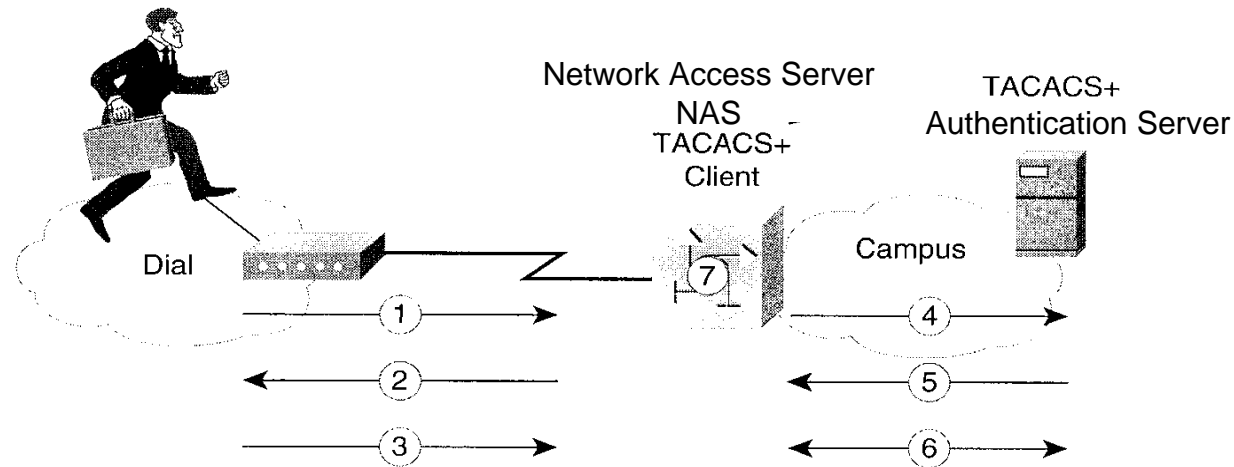 Network Access Server
NAS
TACACS+
Client
TACACS+
Authentication Server
Dial
Campus
7
1
4
2
5
3
6